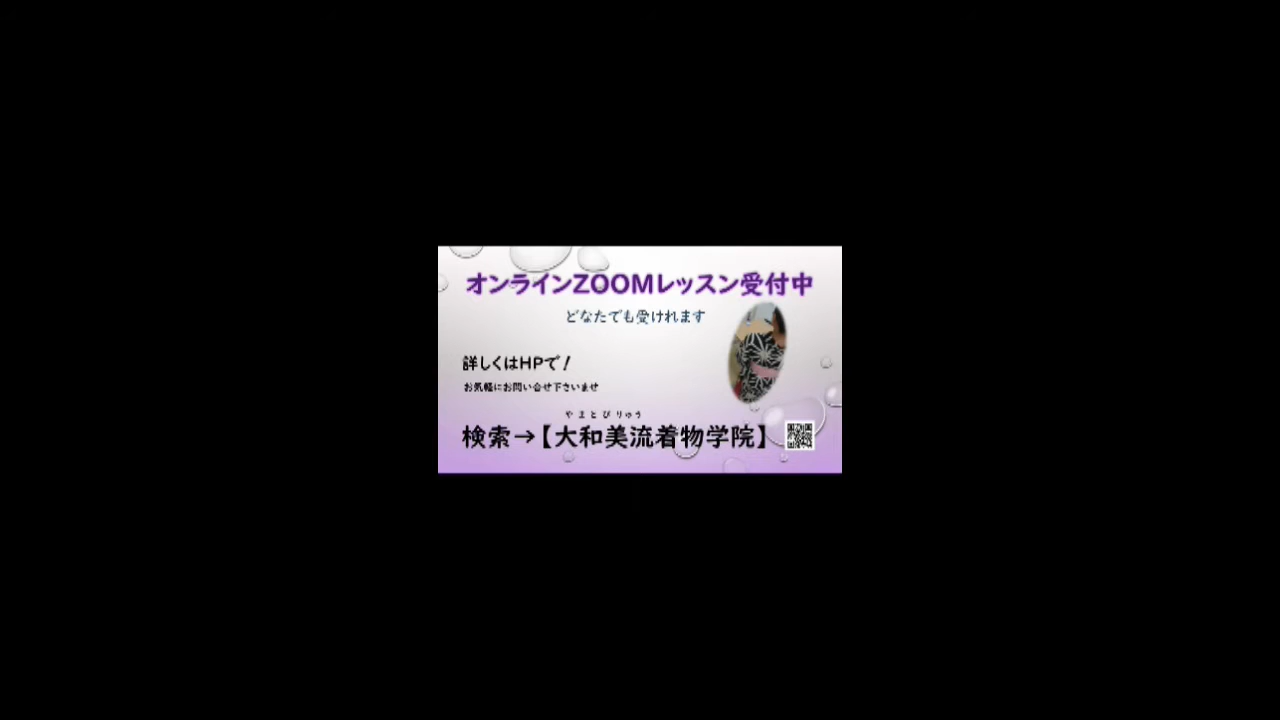 オンラインZOOMレッスン受付中
どなたでも受けれます
詳しくはHPで！
お気軽にお問い合せ下さいませ
やまとびりゅう
検索→【大和美流着物学院】